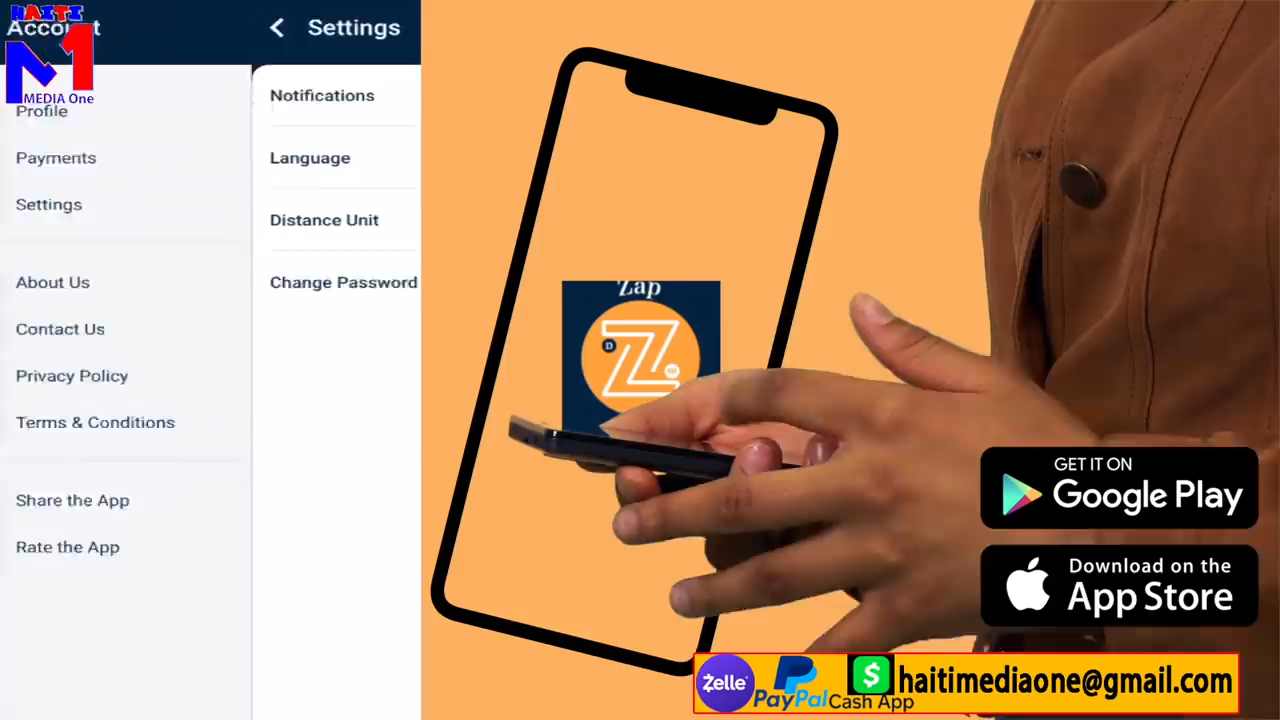 HAITI
M1
MEDIA One
Account
Profile
Payments
Settings
About Us
Contact Us
Privacy Policy
Terms & Conditions
Share the App
Rate the App
Settings
Notifications
Language
Distance Unit
Change Password
Zap
D
Z
GET IT ON
Google Play
Download on the
App Store
Zelle
PayPal
$
Cash App
haitimediaone@gmail.com